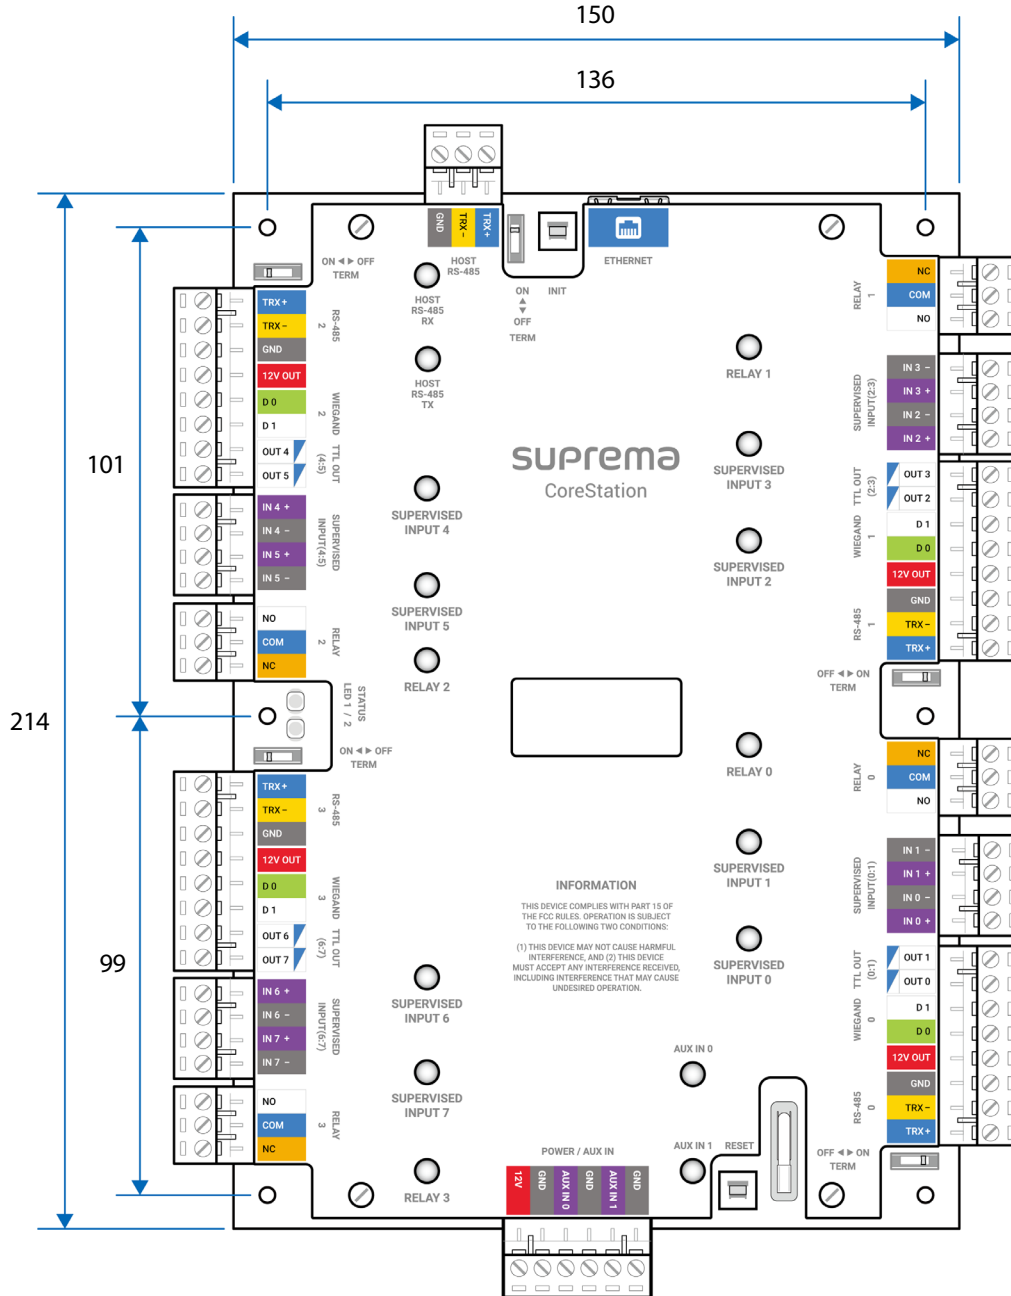 150
136
GND
TRX -
TRX +
HOST
RS-485
ETHERNET
ON ◄ ► OFF
TERM
HOST
RS-485
RX
ON
▲
▼
OFF
TERM
INIT
HOST
RS-485
TX
TRX +
TRX -
GND
RS-485
2
12V OUT
D 0
D 1
WIEGAND
2
OUT 4
OUT 5
TTL OUT
(4:5)
IN 4 +
IN 4 -
IN 5 +
IN 5 -
SUPERVISED
INPUT(4:5)
NO
COM
NC
RELAY
2
STATUS
LED 1 / 2
ON ◄ ► OFF
TERM
101
214
99
TRX +
TRX -
GND
RS-485
3
12V OUT
D 0
D 1
WIEGAND
3
OUT 6
OUT 7
TTL OUT
(6:7)
IN 6 +
IN 6 -
IN 7 +
IN 7 -
SUPERVISED
INPUT(6:7)
NO
COM
NC
RELAY
3
SUPERVISED
INPUT 4
SUPERVISED
INPUT 5
RELAY 2
SUPERVISED
INPUT 6
SUPERVISED
INPUT 7
RELAY 3
suprema
CoreStation
RELAY 1
SUPERVISED
INPUT 3
SUPERVISED
INPUT 2
RELAY 0
SUPERVISED
INPUT 1
SUPERVISED
INPUT 0
INFORMATION
THIS DEVICE COMPLIES WITH PART 15 OF
THE FCC RULES. OPERATION IS SUBJECT
TO THE FOLLOWING TWO CONDITIONS:
(1) THIS DEVICE MAY NOT CAUSE HARMFUL
INTERFERENCE, AND (2) THIS DEVICE
MUST ACCEPT ANY INTERFERENCE RECEIVED,
INCLUDING INTERFERENCE THAT MAY CAUSE
UNDESIRED OPERATION.
AUX IN 0
AUX IN 1
RESET
POWER / AUX IN
12V
GND
AUX IN 0
GND
AUX IN 1
GND
RELAY
1
NC
COM
NO
SUPERVISED
INPUT(2:3)
IN 3 -
IN 3 +
IN 2 -
IN 2 +
TTL OUT
(2:3)
OUT 3
OUT 2
WIEGAND
1
D 1
D 0
12V OUT
RS-485
1
GND
TRX -
TRX +
OFF ◄ ► ON
TERM
RELAY
0
NC
COM
NO
SUPERVISED
INPUT(0:1)
IN 1 -
IN 1 +
IN 0 -
IN 0 +
TTL OUT
(0:1)
OUT 1
OUT 0
WIEGAND
0
D 1
D 0
12V OUT
RS-485
0
GND
TRX -
TRX +
OFF ◄ ► ON
TERM